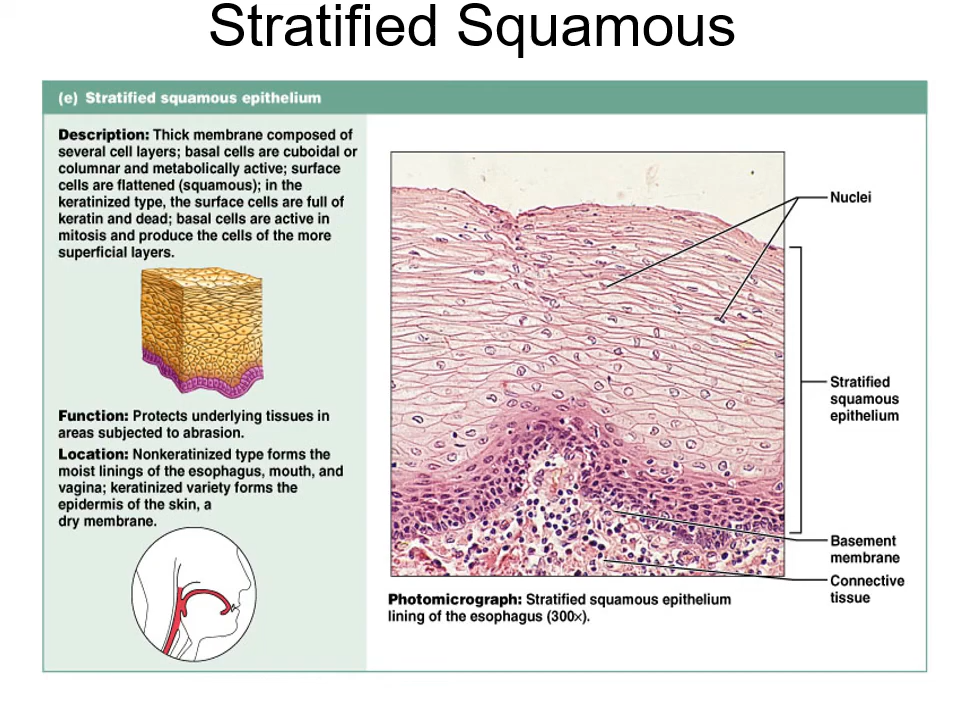 Stratified Squamous
(e) Stratified squamous epithelium
Description: Thick membrane composed of
several cell layers; basal cells are cuboidal or
columnar and metabolically active; surface
cells are flattened (squamous); in the
keratinized type, the surface cells are full of
keratin and dead; basal cells are active in
mitosis and produce the cells of the more
superficial layers.
Function: Protects underlying tissues in
areas subjected to abrasion.
Location: Nonkeratinized type forms the
moist linings of the esophagus, mouth, and
vagina; keratinized variety forms the
epidermis of the skin, a
dry membrane.
Nuclei
Stratified
squamous
epithelium
Basement
membrane
Connective
tissue
Photomicrograph: Stratified squamous epithelium
lining of the esophagus (300×).